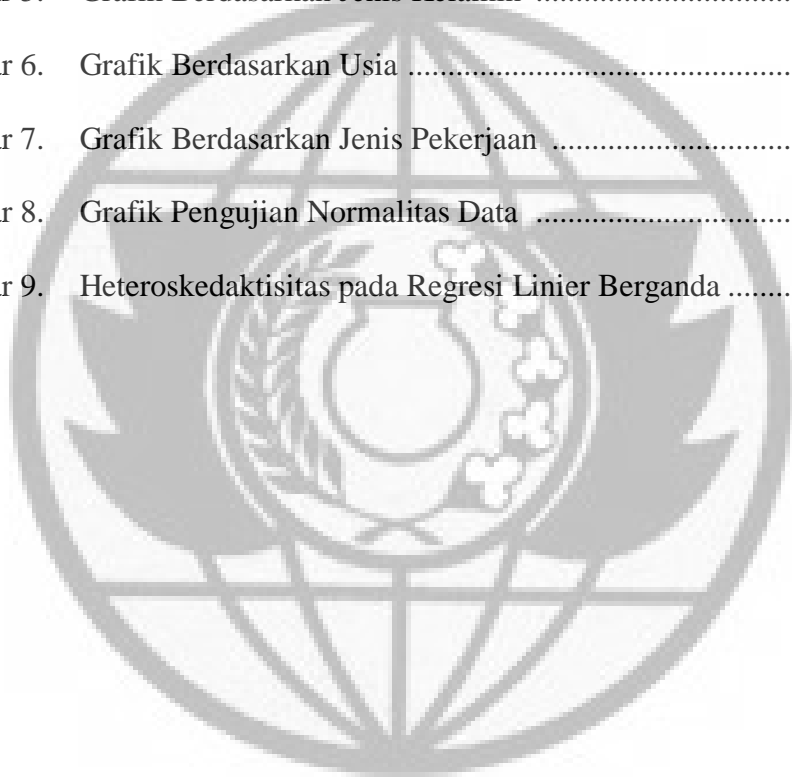 r 5. Grafik Berdasarkan Jenis Kelamin ...............................
r 6. Grafik Berdasarkan Usia ..............................................
r 7. Grafik Berdasarkan Jenis Pekerjaan .............................
r 8. Grafik Pengujian Normalitas Data ...............................
r 9. Heteroskedaktisitas pada Regresi Linier Berganda ........